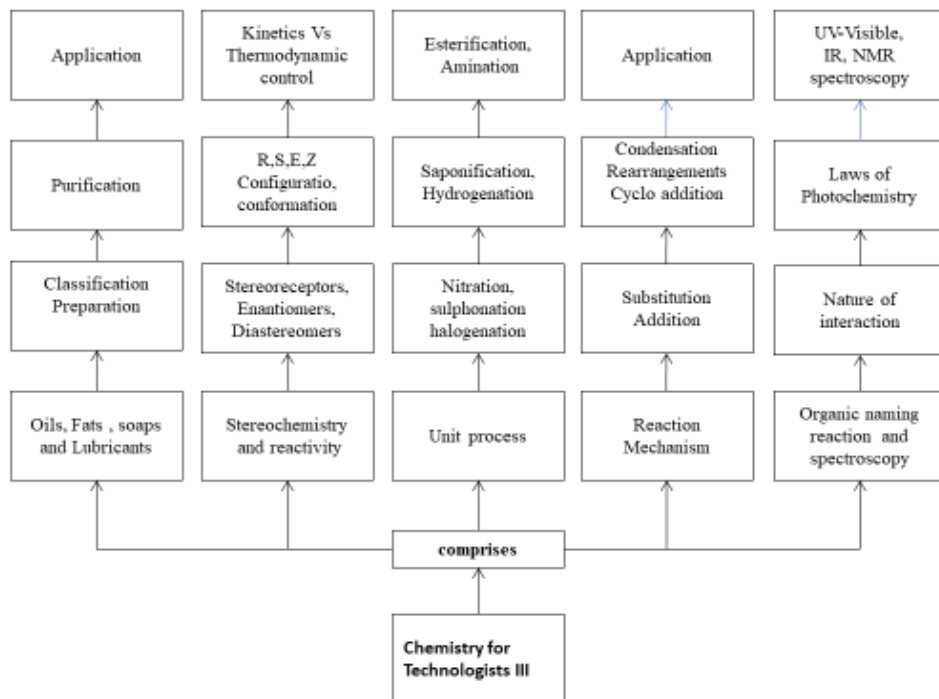 Application
Kinetics Vs
Thermodynamic
control
Esterification,
Amination
Application
UV-Visible,
IR, NMR
spectroscopy
Purification
R,S,E,Z
Configuratio,
conformation
Saponification,
Hydrogenation
Condensation
Rearrangements
Cyclo addition
Laws of
Photochemistry
Classification
Preparation
Stereoreceptors,
Enantiomers,
Diastereomers
Nitration,
sulphonation
halogenation
Substitution
Addition
Nature of
interaction
Oils, Fats , soaps
and Lubricants
Stereochemistry
and reactivity
Unit process
Reaction
Mechanism
Organic naming
reaction and
spectroscopy
comprises
Chemistry for
Technologists III